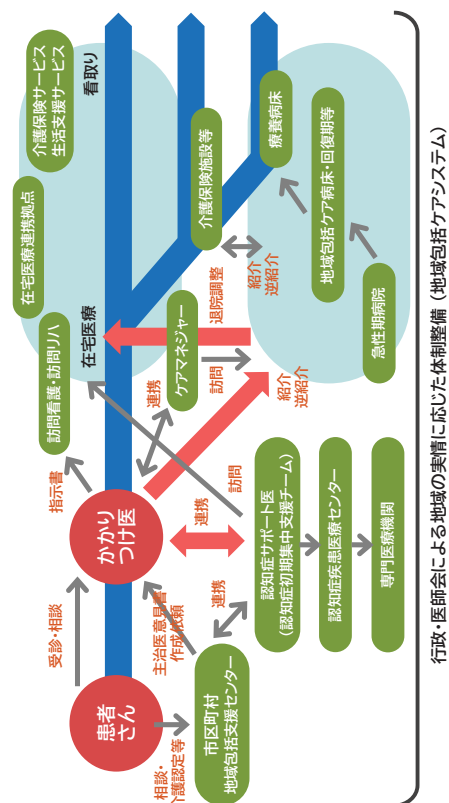 患者
さん
受診・相談
相談・
介護認定等
市区町村
地域包括支援センター
主治医意見書
作成依頼
連携
かかり
つけ医
指示書
訪問看護・訪問リハ
在宅医療連携拠点
介護保険サービス
生活支援サービス
在宅医療
看取り
連携
訪問
認知症サポート医
（認知症初期集中支援チーム）
認知症疾患医療センター
専門医療機関
連携
ケアマネジャー
訪問
退院調整
紹介
逆紹介
紹介
逆紹介
介護保険施設等
療養病床
地域包括ケア病床・回復期等
急性期病院
行政・医師会による地域の実情に応じた体制整備（地域包括ケアシステム）